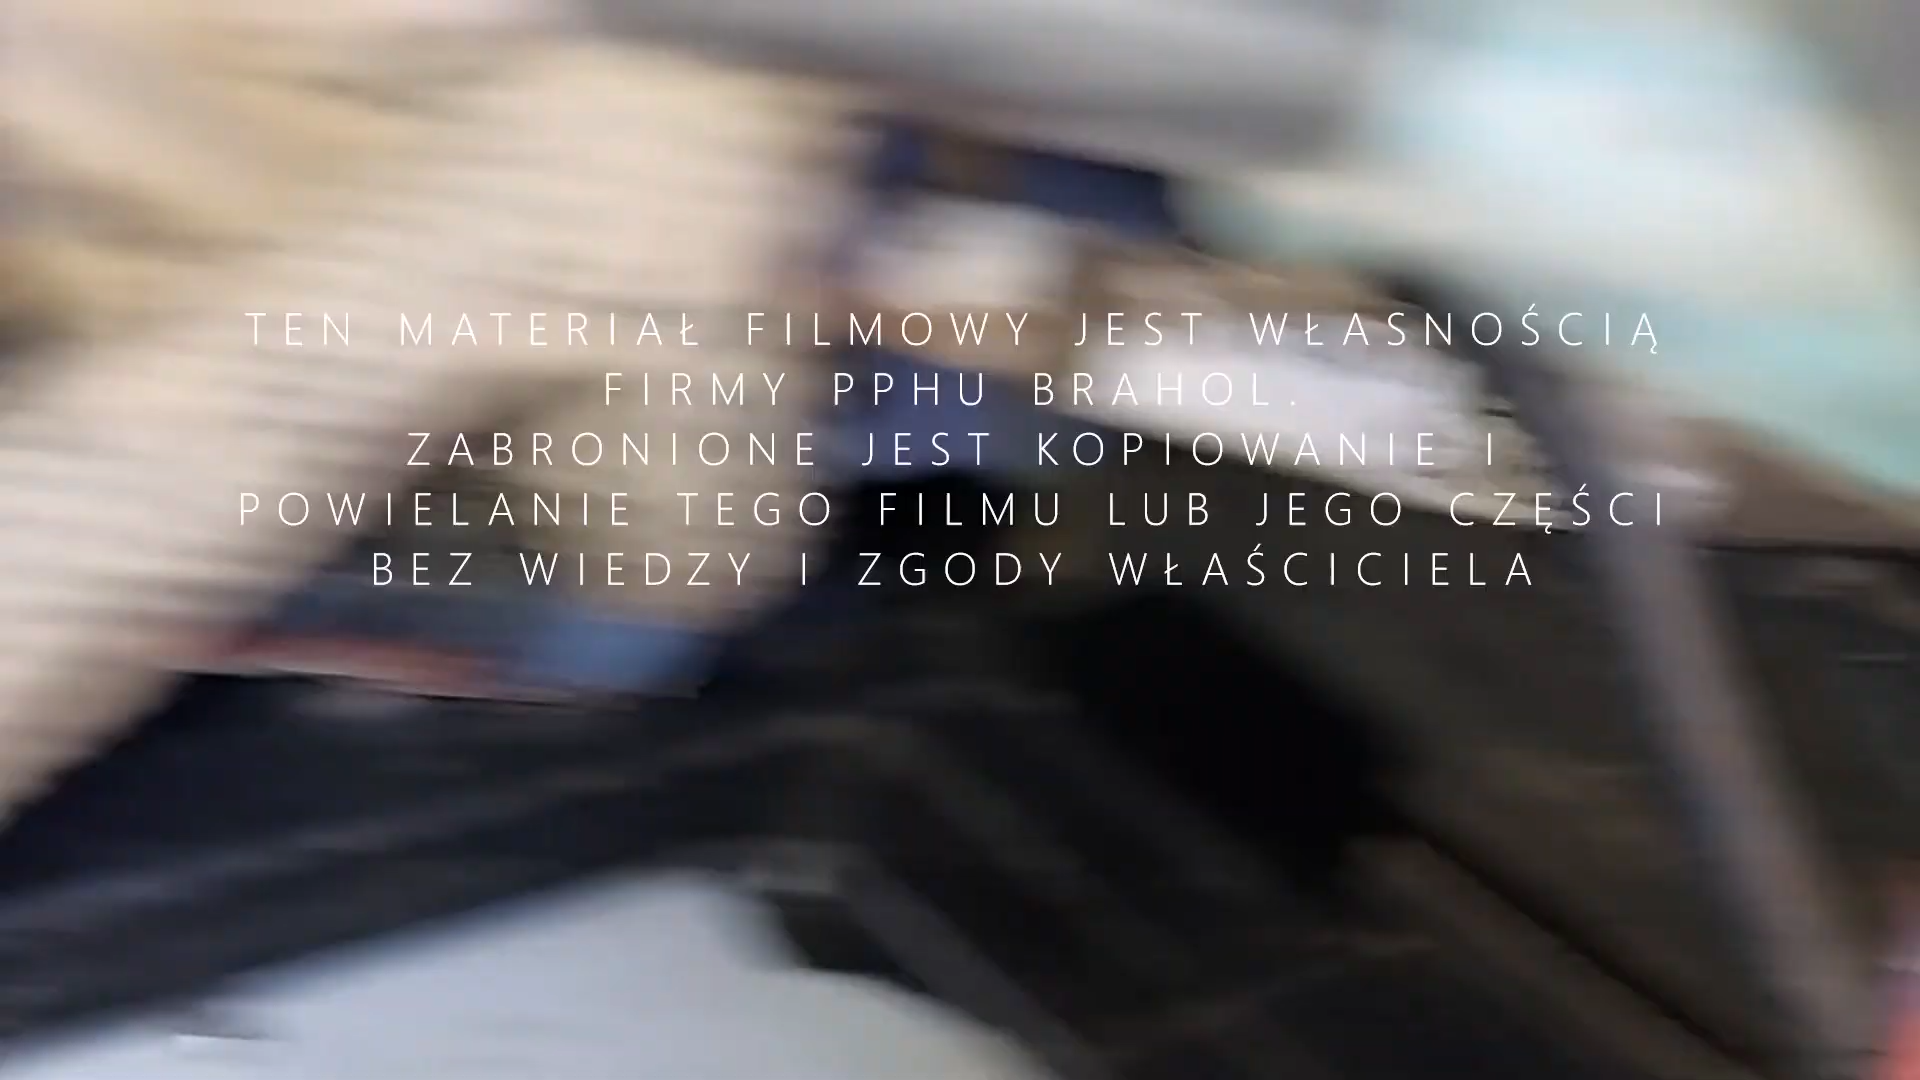 TEN MATERIAŁ FILMOWY JEST WŁASNOŚCIĄ
FIRMY PPHU BRAHOL.
ZABRONIONE JEST KOPIOWANIE I
POWIELANIE TEGO FILMU LUB JEGO CZĘŚCI
BEZ WIEDZY I ZGODY WŁAŚCICIELA